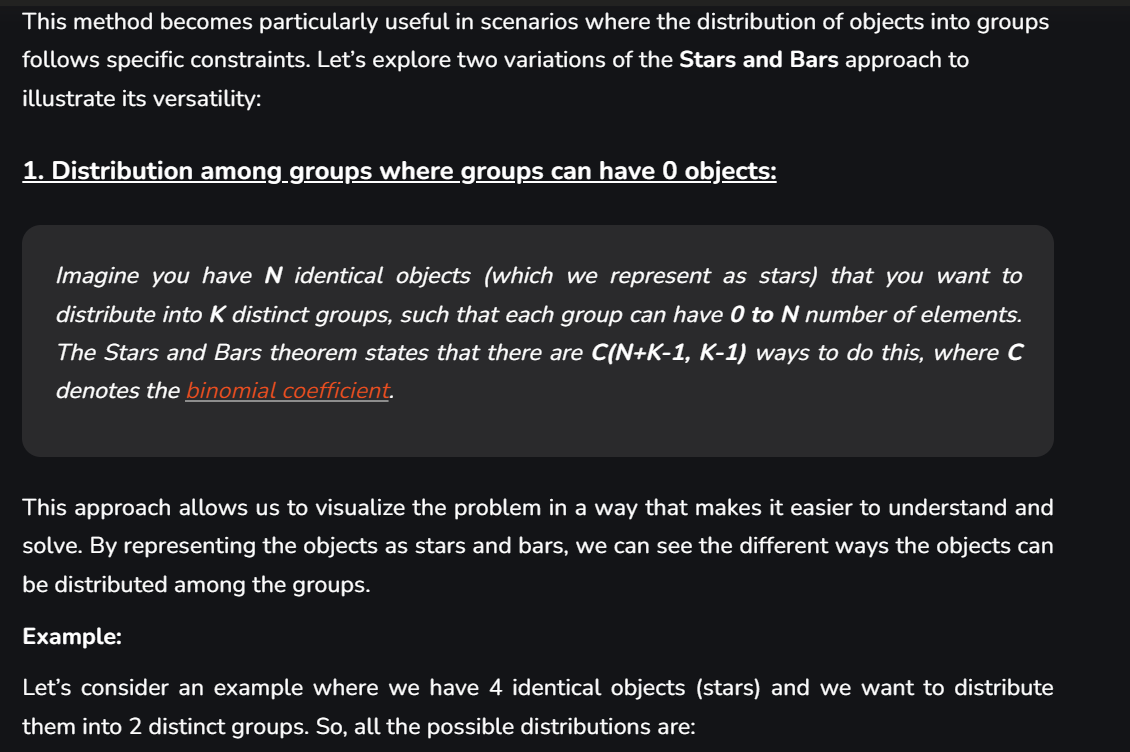 This method becomes particularly useful in scenarios where the distribution of objects into groups
follows specific constraints. Let’s explore two variations of the Stars and Bars approach to
illustrate its versatility:
1. Distribution among groups where groups can have 0 objects:
Imagine you have N identical objects (which we represent as stars) that you want to
distribute into K distinct groups, such that each group can have 0 to N number of elements.
The Stars and Bars theorem states that there are C(N+K-1, K-1) ways to do this, where C
denotes the binomial coefficient.
This approach allows us to visualize the problem in a way that makes it easier to understand and
solve. By representing the objects as stars and bars, we can see the different ways the objects can
be distributed among the groups.
Example:
Let’s consider an example where we have 4 identical objects (stars) and we want to distribute
them into 2 distinct groups. So, all the possible distributions are: